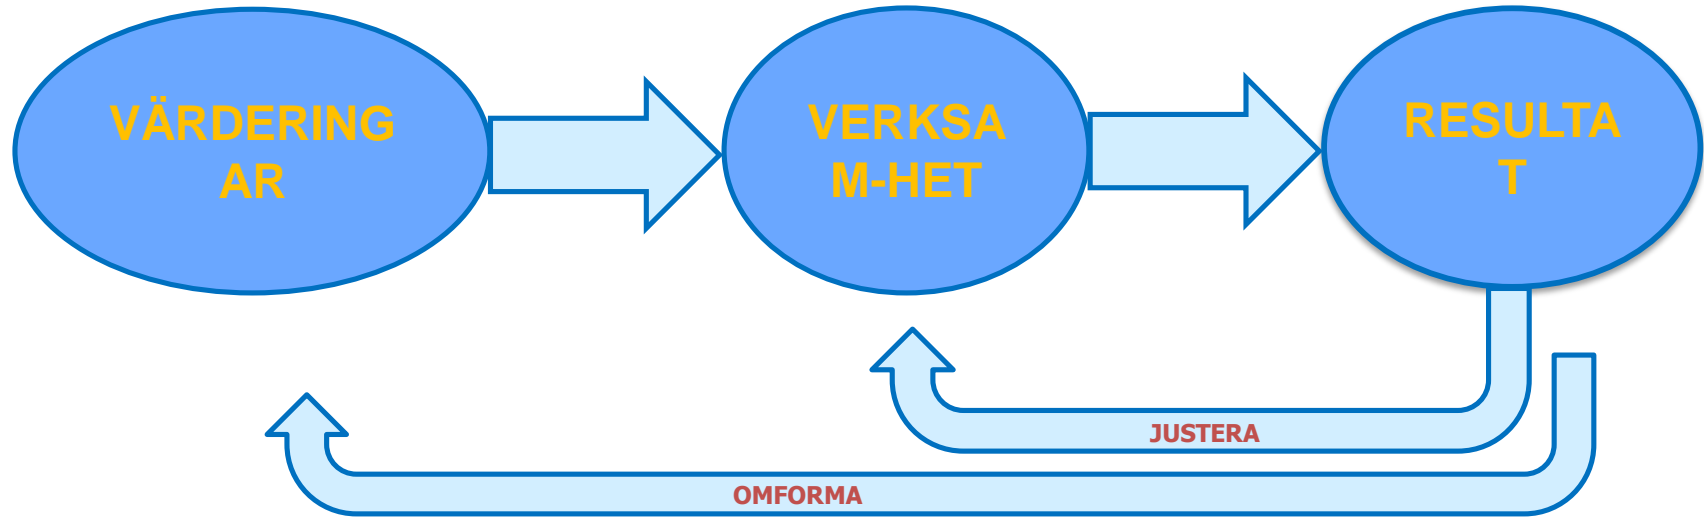 VÄRDERING
AR
VERKSA
M-HET
RESULTA
T
JUSTERA
OMFORMA